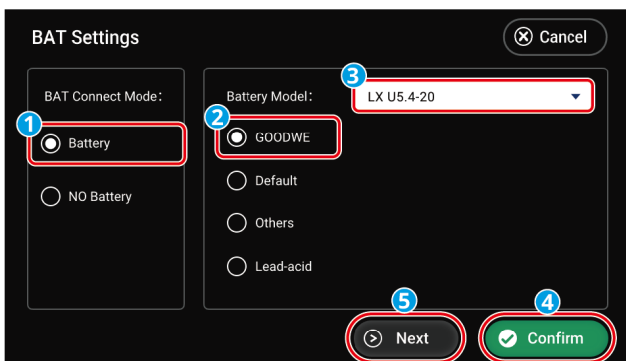 BAT Settings
Cancel
BAT Connect Mode:
1
Battery
NO Battery
Battery Model:
3
LX U5.4-20
2
GOODWE
Default
Others
Lead-acid
5
Next
4
Confirm